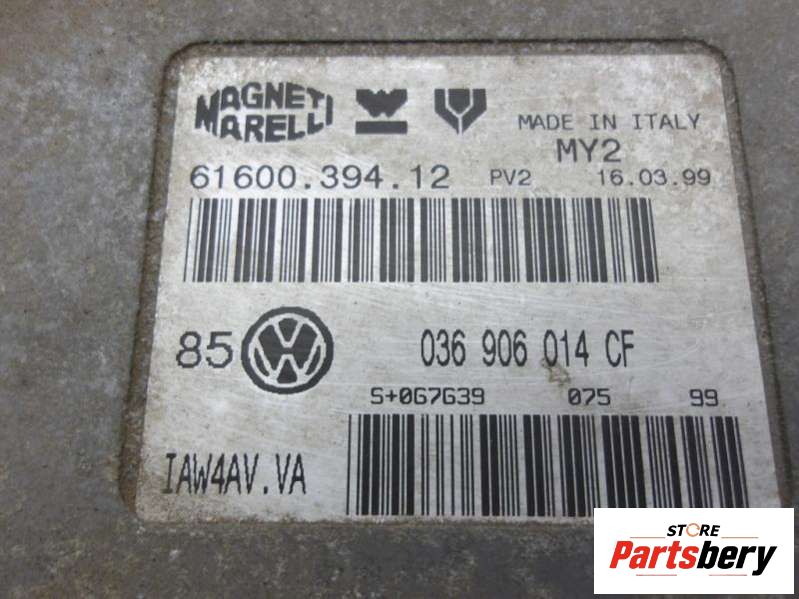 MAGNETI
MARELLI
MADE IN ITALY
MY2
61600.394.12 PV2 16.03.99
85 VW 036 906 014 CF
S+067639 075 99
IAW4AV.VA
STORE
Partsbery